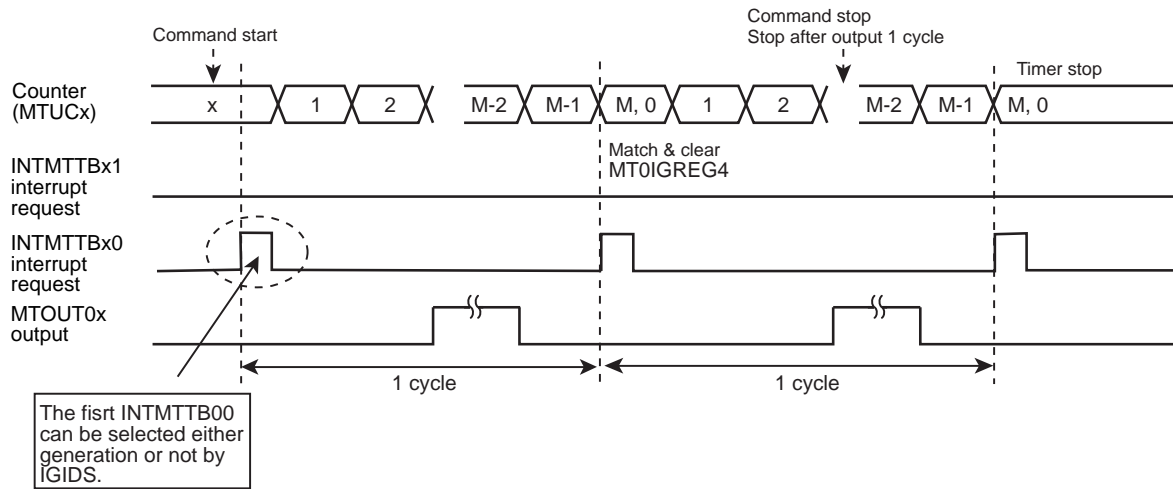 Command start
Command stop
Stop after output 1 cycle
Timer stop
Counter
(MTUCx)
x 1 2 M-2 M-1 M, 0 1 2 M-2 M-1 M, 0
Match & clear
MT0IGREG4
INTMTTBx1
interrupt
request
INTMTTBx0
interrupt
request
MTOUT0x
output
1 cycle 1 cycle
The fisrt INTMTTB00
can be selected either
generation or not by
IGIDS.